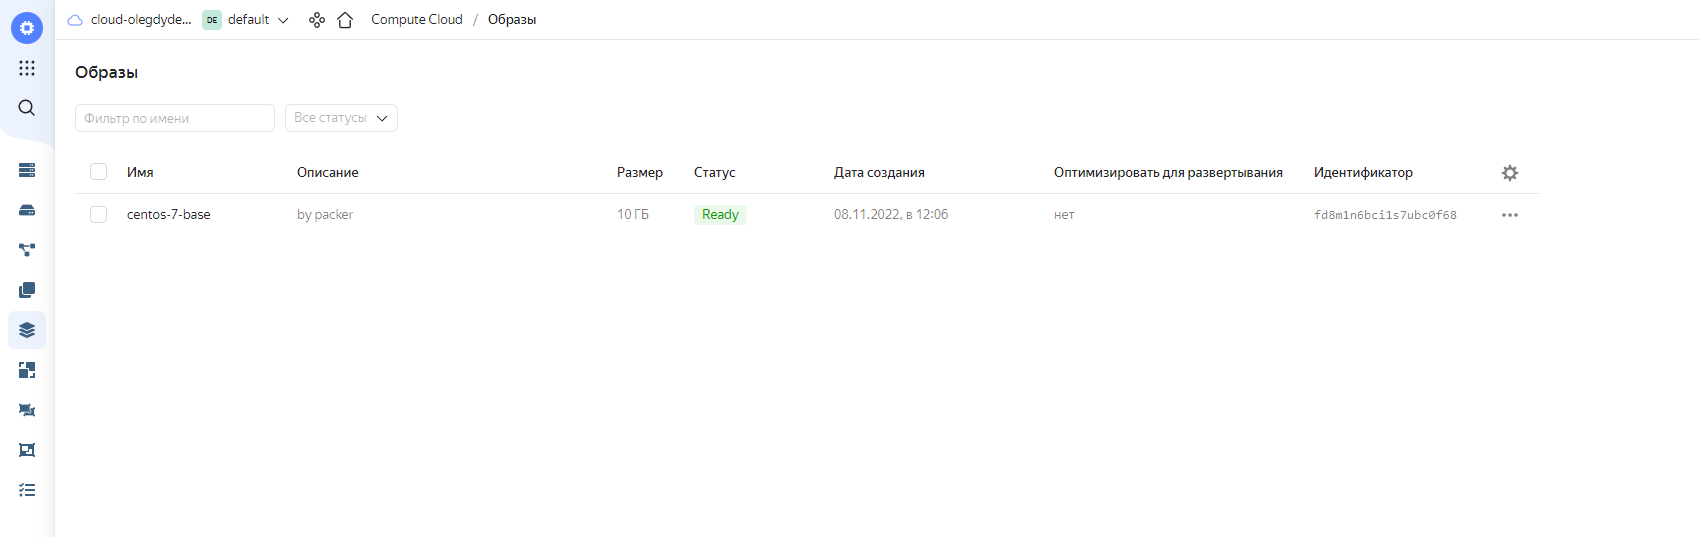 cloud-olegdyde... DE default Compute Cloud / Образы
Образы
Фильтр по имени Все статусы
Имя Описание Размер Статус Дата создания Оптимизировать для развертывания Идентификатор
centos-7-base by packer 10 ГБ Ready 08.11.2022, в 12:06 нет fd8m1n6bci1s7ubc0f68